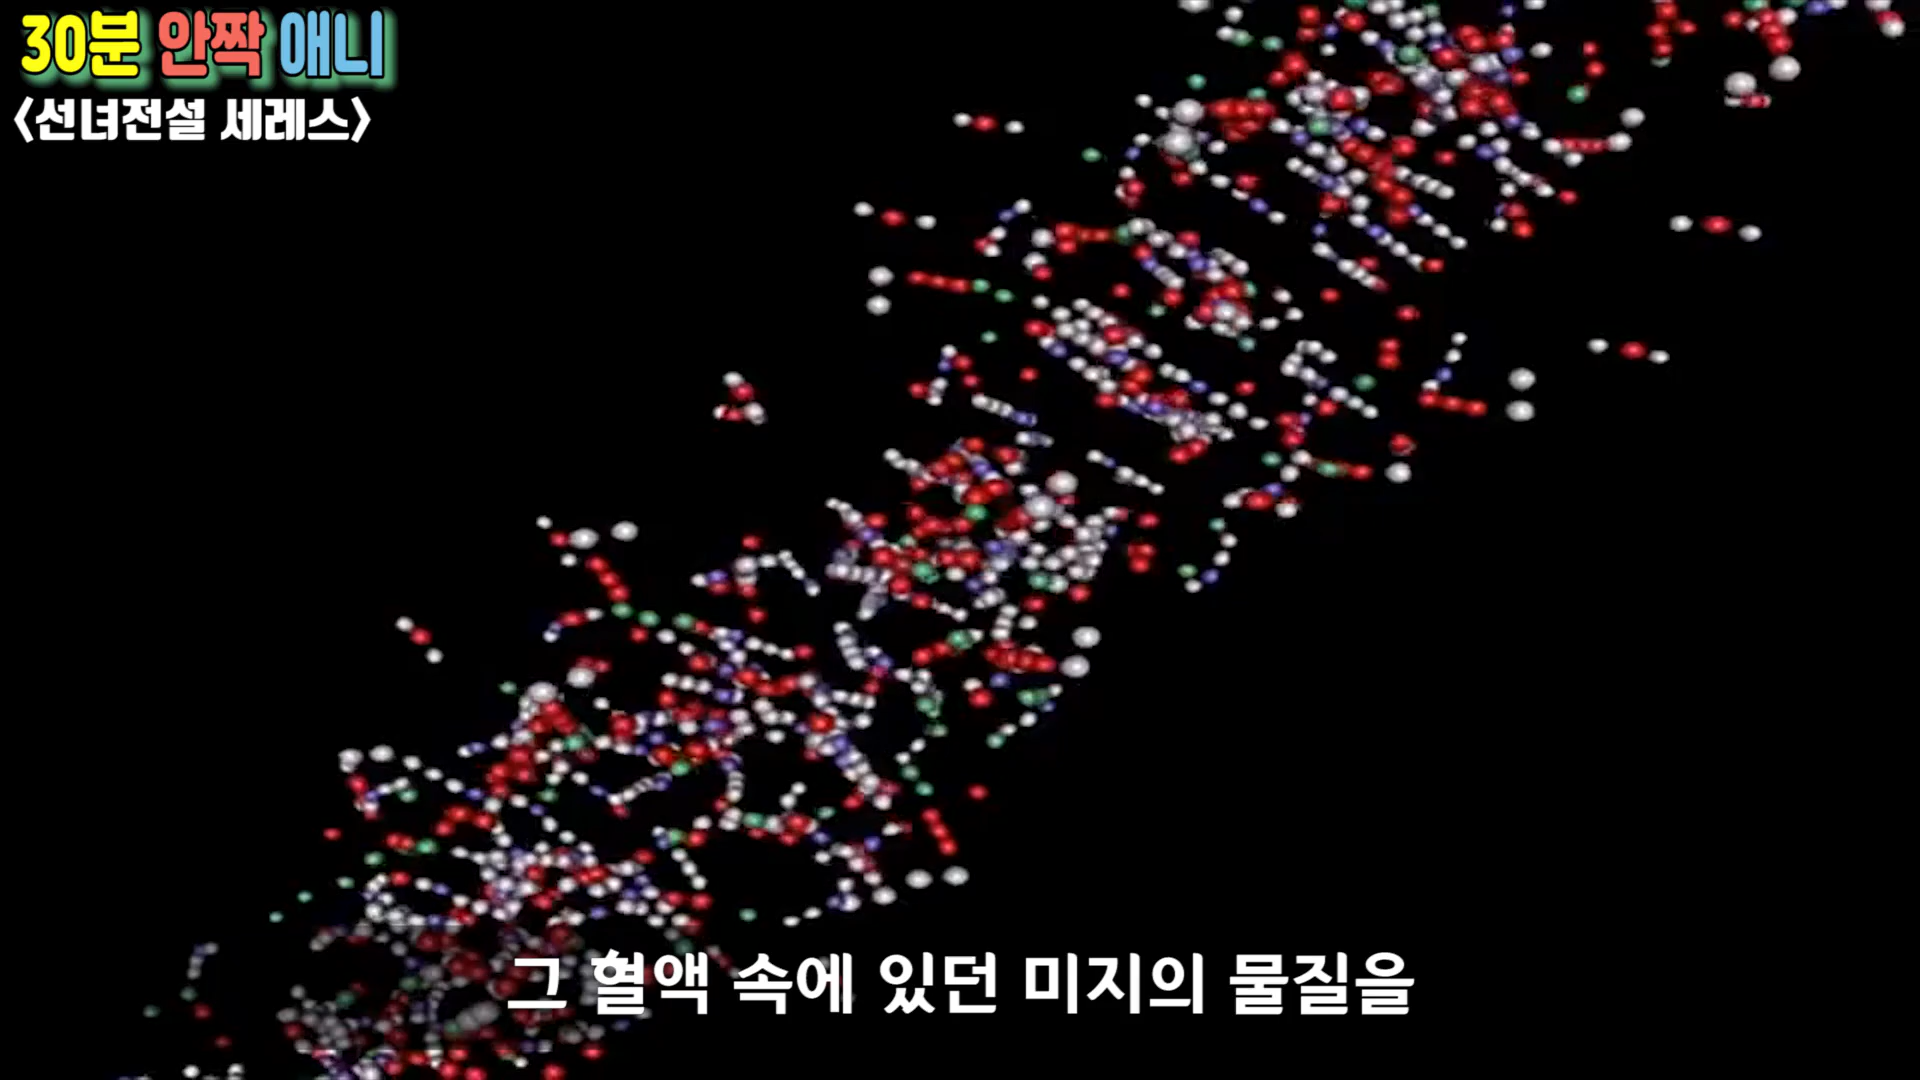 30분 안짝 애니
〈선녀전설 세레스〉
그 혈액 속에 있던 미지의 물질을